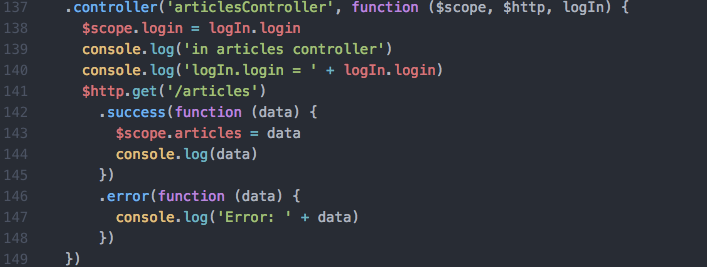 137 .controller('articlesController', function ($scope, $http, logIn) {
138 $scope.login = logIn.login
139 console.log('in articles controller')
140 console.log('logIn.login = ' + logIn.login)
141 $http.get('/articles')
142 .success(function (data) {
143 $scope.articles = data
144 console.log(data)
145 })
146 .error(function (data) {
147 console.log('Error: ' + data)
148 })
149 })